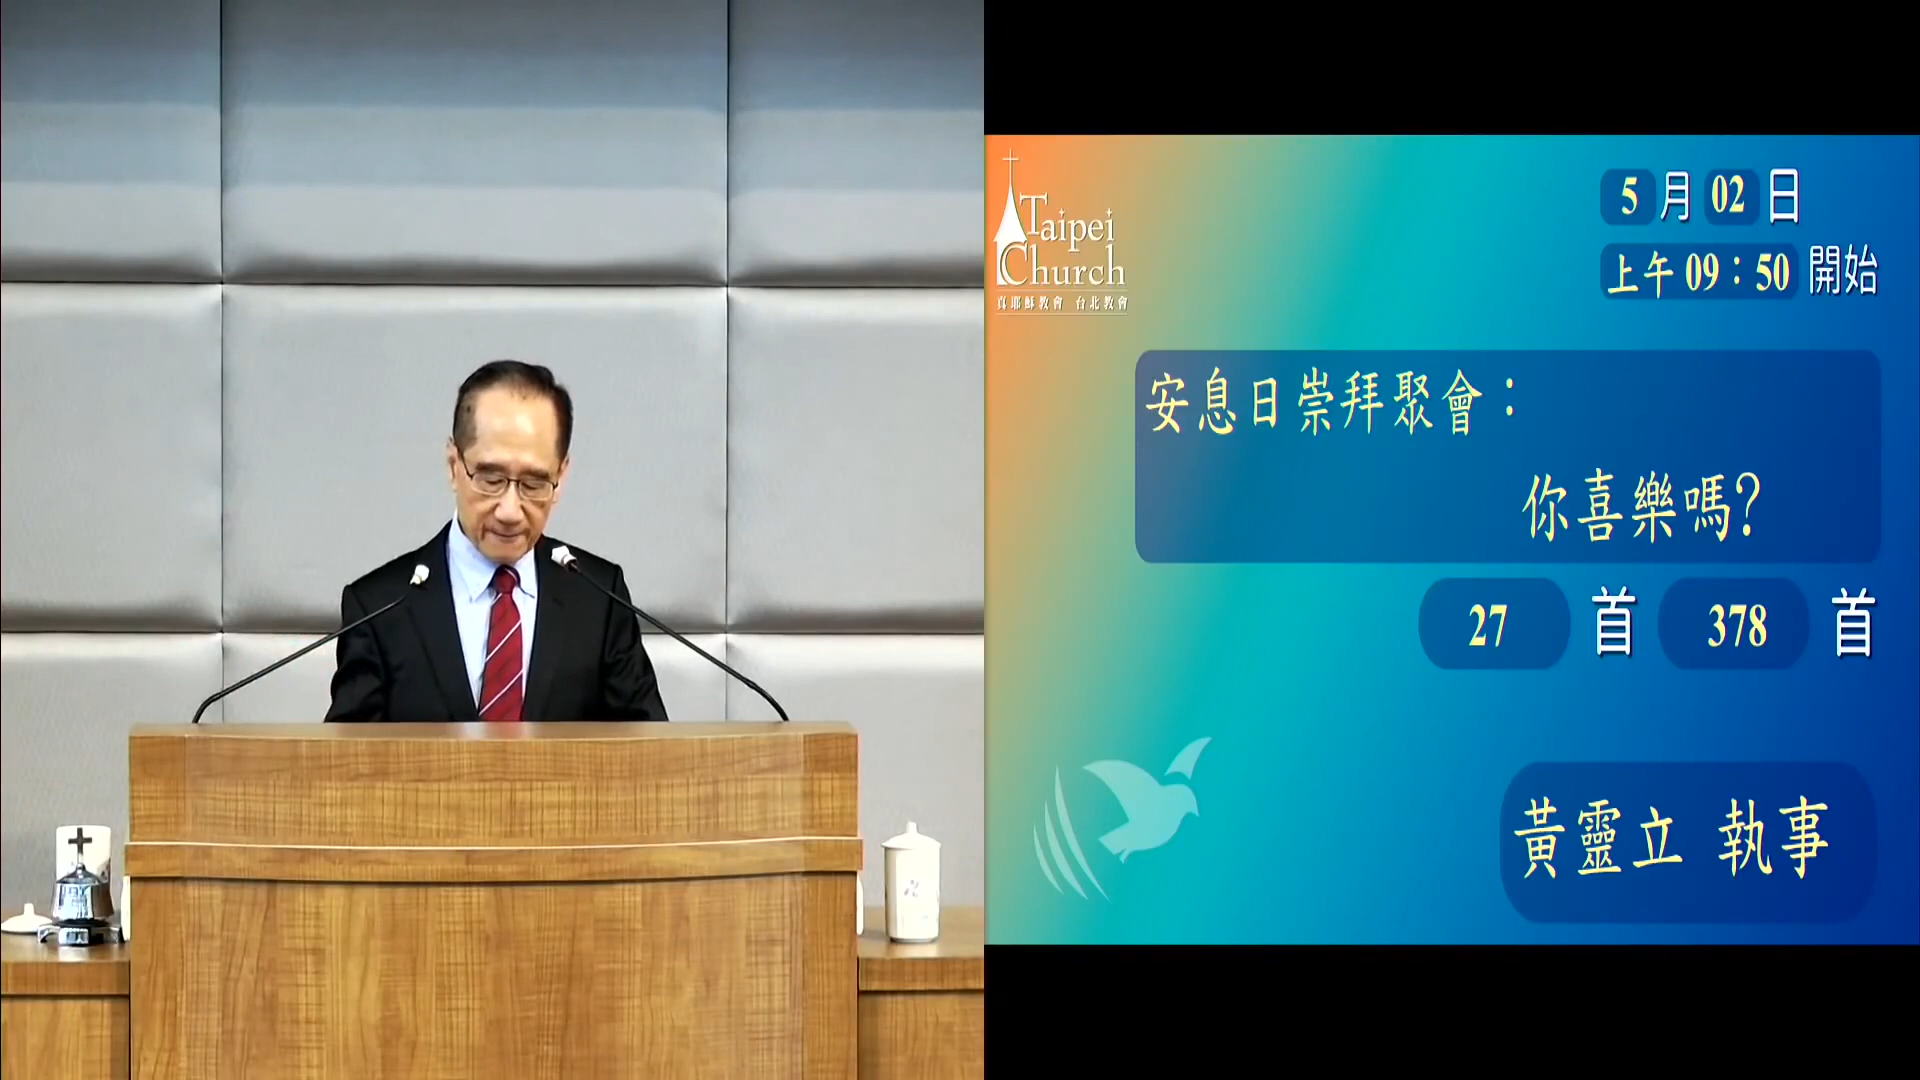 Taipei
Church
真耶穌教會 台北教會
5月02日
上午 09:50 開始
安息日崇拜聚會：
你喜樂嗎?
27 首 378 首
黃靈立 執事